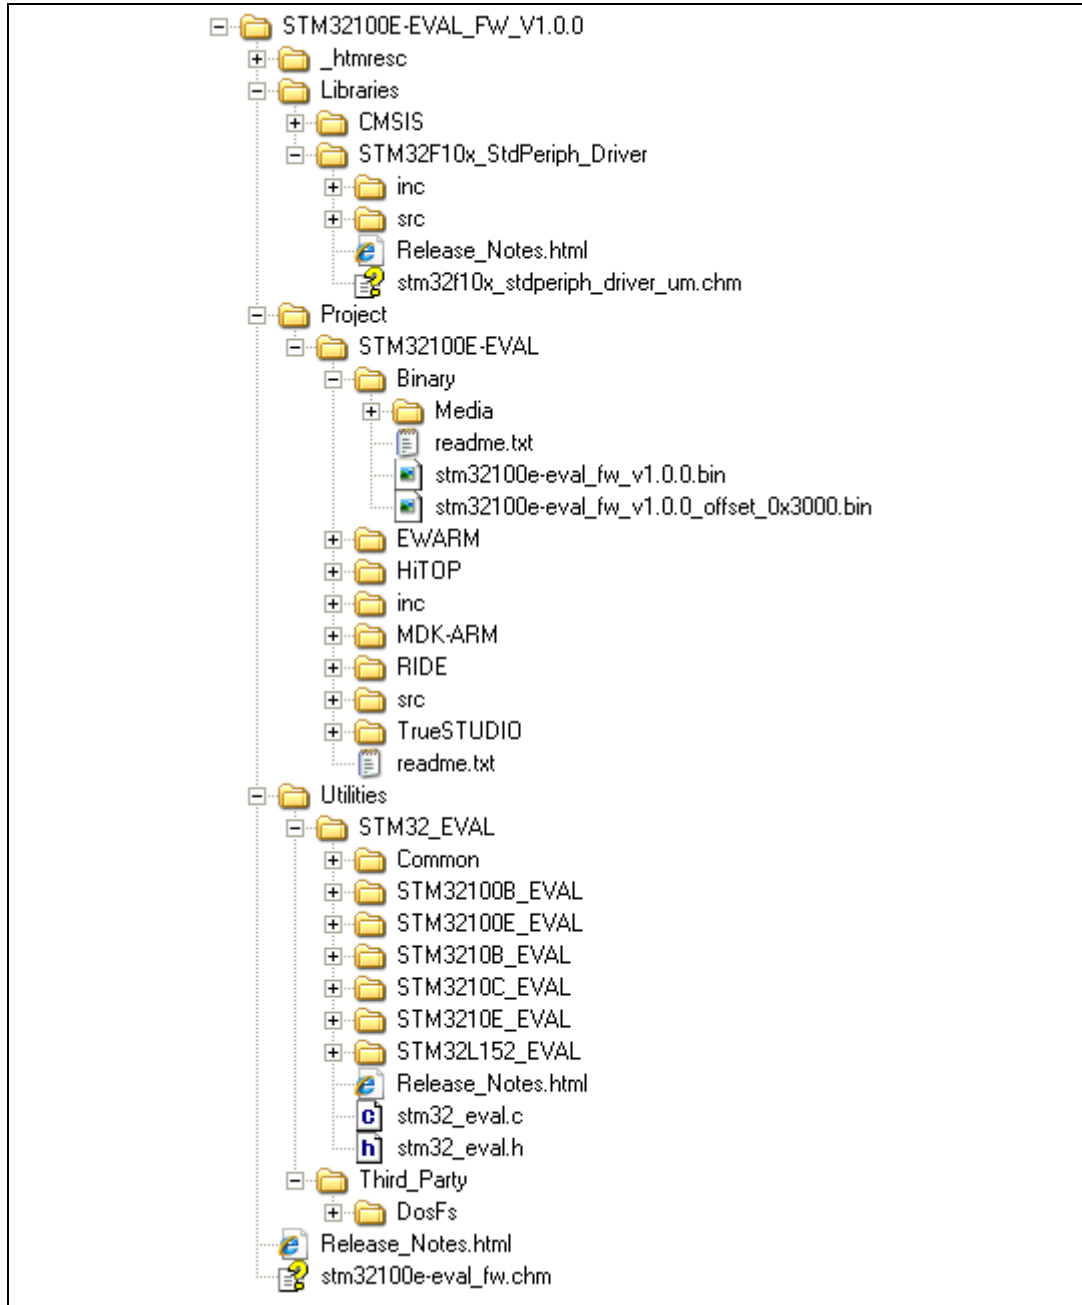 STM32100E-EVAL_FW_V1.0.0
_htmresc
Libraries
CMSIS
STM32F10x_StdPeriph_Driver
inc
src
Release_Notes.html
stm32f10x_stdperiph_driver_um.chm
Project
STM32100E-EVAL
Binary
Media
readme.txt
stm32100e-eval_fw_v1.0.0.bin
stm32100e-eval_fw_v1.0.0_offset_0x3000.bin
EWARM
HiTOP
inc
MDK-ARM
RIDE
src
TrueSTUDIO
readme.txt
Utilities
STM32_EVAL
Common
STM32100B_EVAL
STM32100E_EVAL
STM3210B_EVAL
STM3210C_EVAL
STM3210E_EVAL
STM32L152_EVAL
Release_Notes.html
stm32_eval.c
stm32_eval.h
Third_Party
DosFs
Release_Notes.html
stm32100e-eval_fw.chm